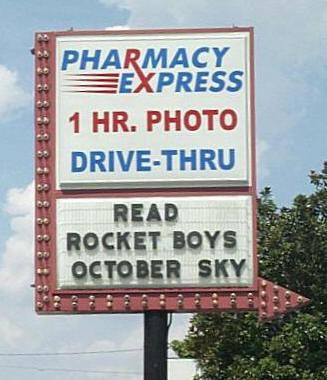 PHARMACY
EXPRESS
1 HR. PHOTO
DRIVE-THRU
READ
ROCKET BOYS
OCTOBER SKY